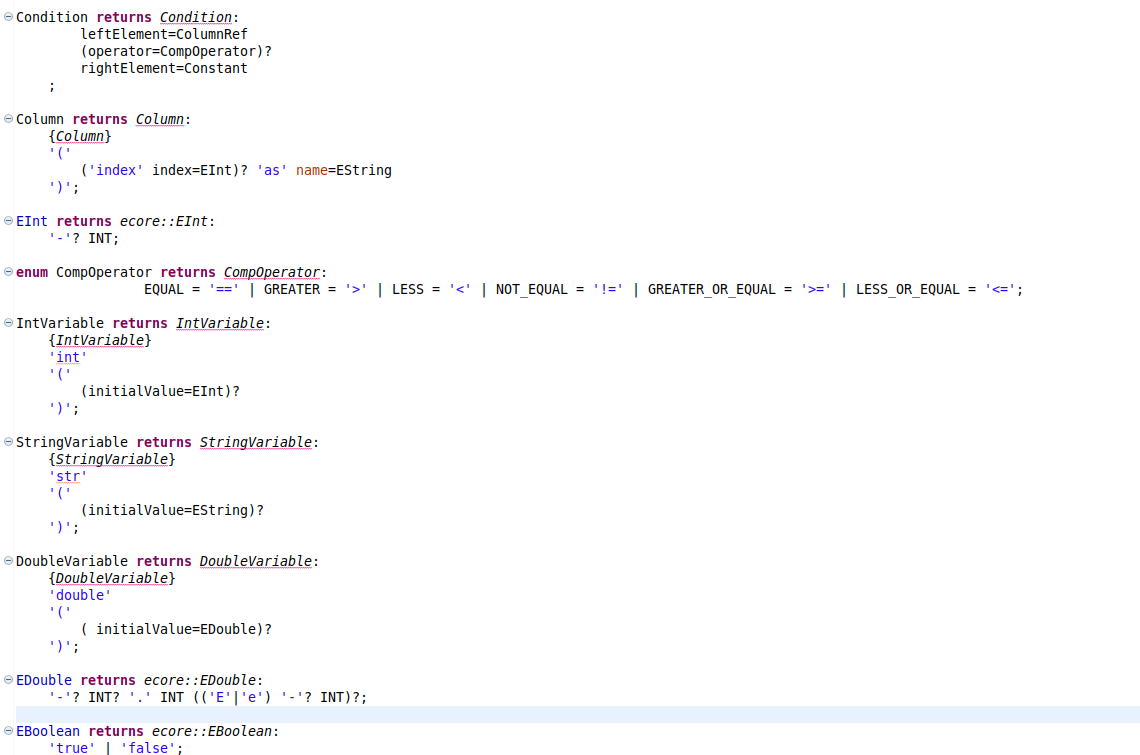 Condition returns Condition:
        leftElement=ColumnRef
        (operator=CompOperator)?
        rightElement=Constant
    ;
Column returns Column:
    {Column}
    '('
        ('index' index=EInt)? 'as' name=EString
    ')';
EInt returns ecore::EInt:
    '-'? INT;
enum CompOperator returns CompOperator:
                EQUAL = '==' | GREATER = '>' | LESS = '<' | NOT_EQUAL = '!=' | GREATER_OR_EQUAL = '>=' | LESS_OR_EQUAL = '<=';
IntVariable returns IntVariable:
    {IntVariable}
    'int'
    '('
        (initialValue=EInt)?
    ')';
StringVariable returns StringVariable:
    {StringVariable}
    'str'
    '('
        (initialValue=EString)?
    ')';
DoubleVariable returns DoubleVariable:
    {DoubleVariable}
    'double'
    '('
        ( initialValue=EDouble)?
    ')';
EDouble returns ecore::EDouble:
    '-'? INT? '.' INT (('E'|'e') '-'? INT)?;
EBoolean returns ecore::EBoolean:
    'true' | 'false';